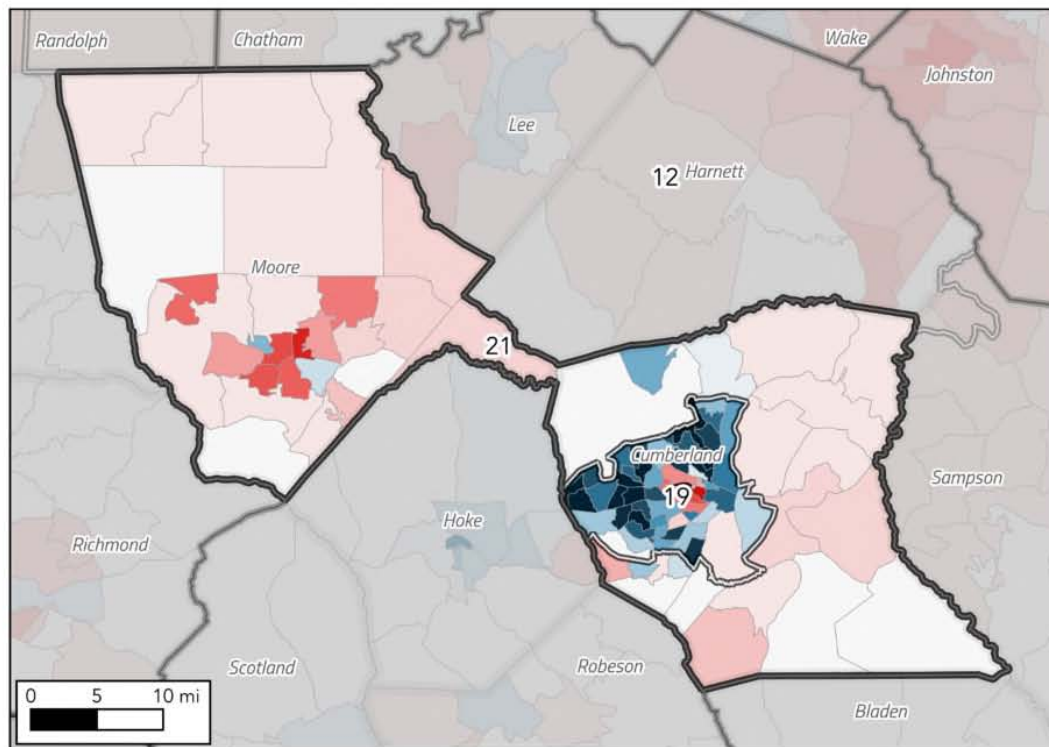 Randolph
Chatham
Wake
Johnston
Lee
12 Harnett
Moore
21
Cumberland
19
Sampson
Hoke
Richmond
Scotland
Robeson
Bladen
0 5 10 mi